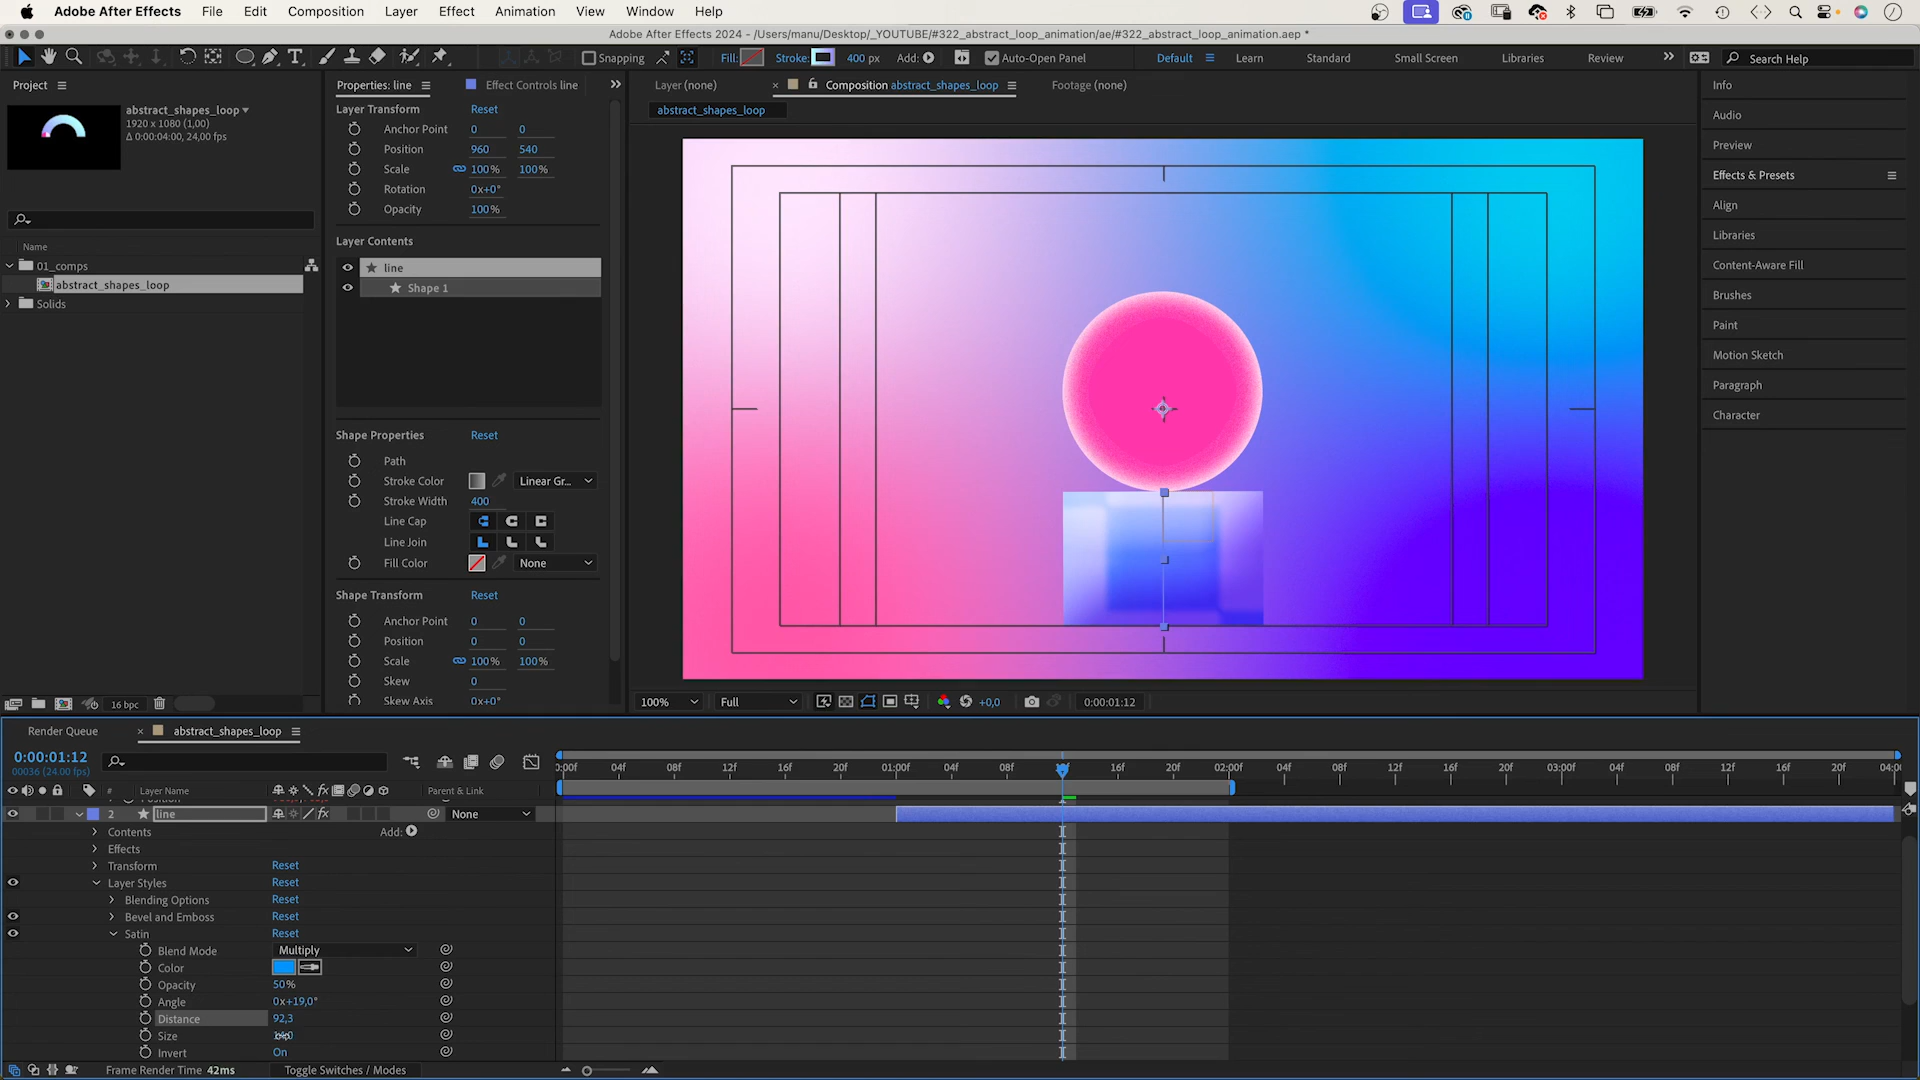 Adobe After Effects File Edit Composition Layer Effect Animation View Window Help
Adobe After Effects 2024 - /Users/manu/Desktop/_YOUTUBE/#322_abstract_loop_animation/ae/#322_abstract_loop_animation.aep *
Snapping Fill: Stroke: 400 px Add: Auto-Open Panel Default Learn Standard Small Screen Libraries Review Search Help
Project
abstract_shapes_loop
1920 x 1080 (1,00)
Δ 0:00:04:00, 24,00 fps
Name
01_comps
abstract_shapes_loop
Solids
16 bpc
Properties: line Effect Controls line
Layer Transform Reset
Anchor Point 0 0
Position 960 540
Scale 100% 100%
Rotation 0x+0°
Opacity 100%
Layer Contents
line
Shape 1
Shape Properties Reset
Path
Stroke Color Linear Gr...
Stroke Width 400
Line Cap
Line Join
Fill Color None
Shape Transform Reset
Anchor Point 0 0
Position 0 0
Scale 100% 100%
Skew 0
Skew Axis 0x+0°
Layer (none) Composition abstract_shapes_loop Footage (none)
abstract_shapes_loop
100% Full +0,0 0:00:01:12
Info
Audio
Preview
Effects & Presets
Align
Libraries
Content-Aware Fill
Brushes
Paint
Motion Sketch
Paragraph
Character
Render Queue abstract_shapes_loop
0:00:01:12
00036 (24.00 fps)
0:00f 04f 08f 12f 16f 20f 01:00f 04f 08f 16f 20f 02:00f 04f 08f 12f 16f 20f 03:00f 04f 08f 12f 16f 20f 04:0
# Layer Name Parent & Link
Position
2 line None
Contents Add:
Effects
Transform Reset
Layer Styles Reset
Blending Options Reset
Bevel and Emboss Reset
Satin Reset
Blend Mode Multiply
Color
Opacity 50%
Angle 0x+19,0°
Distance 92,3
Size
Invert On
Frame Render Time 42ms Toggle Switches / Modes